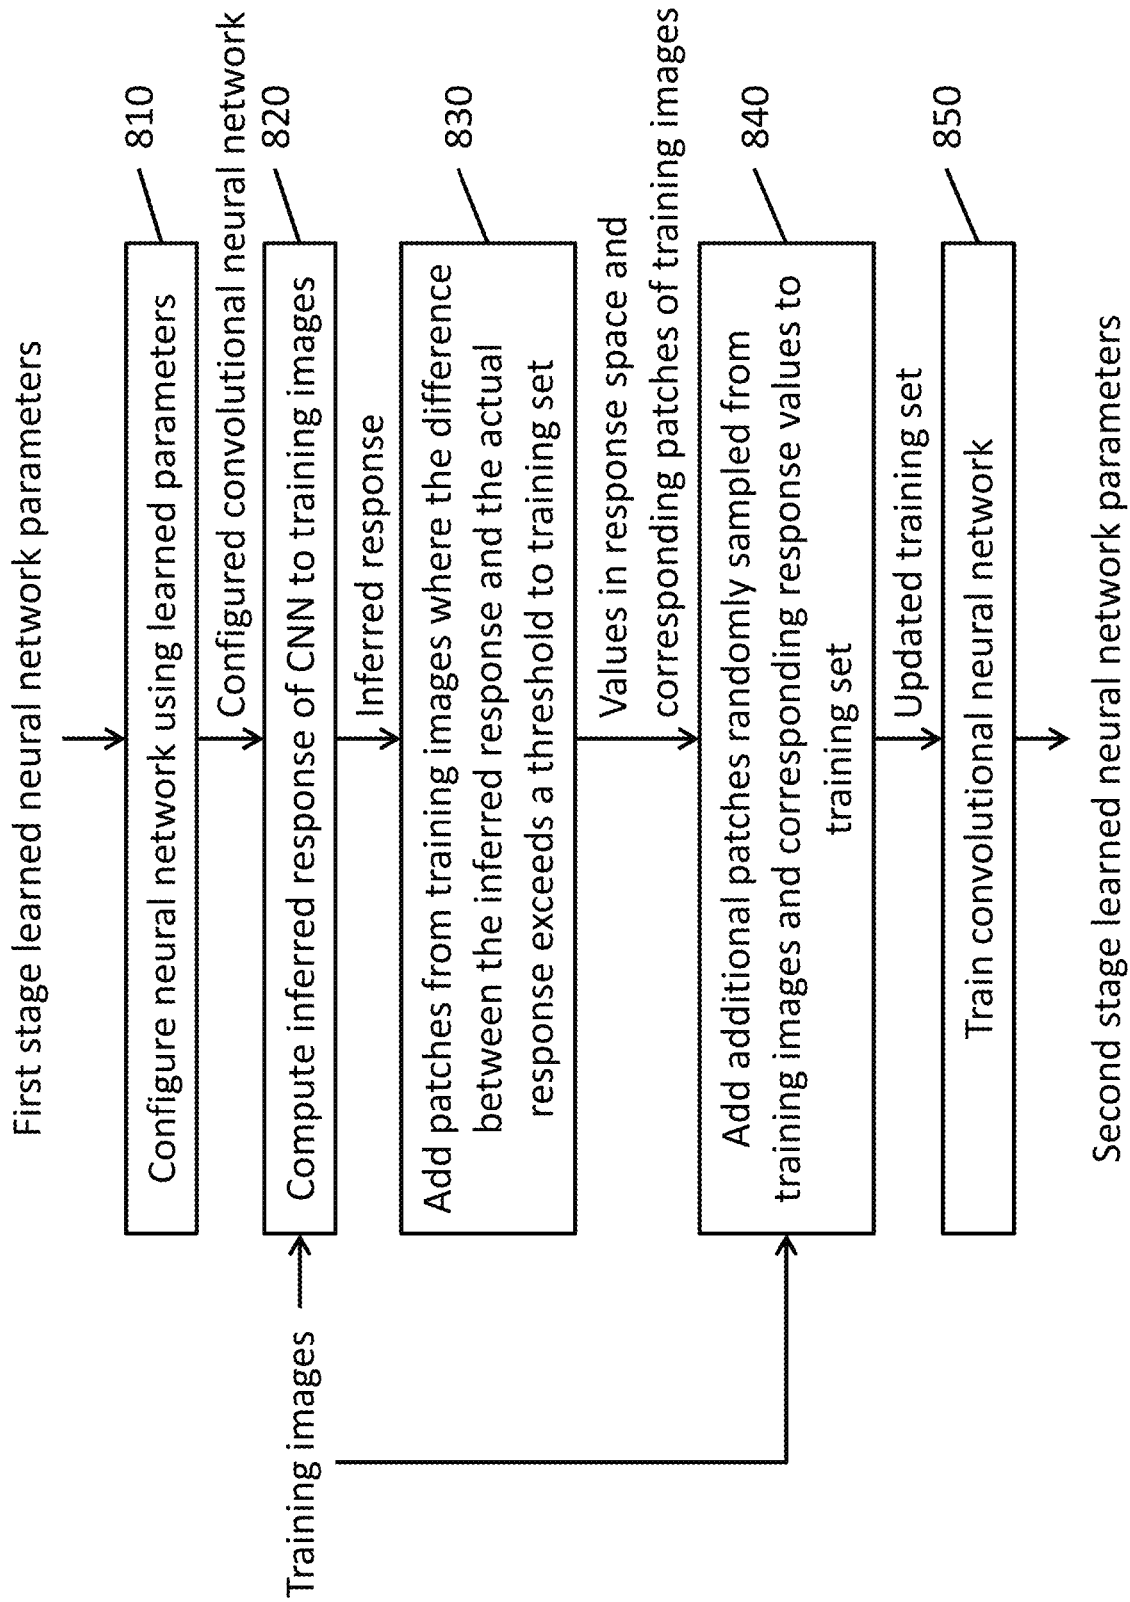 First stage learned neural network parameters
810
Configure neural network using learned parameters
Configured convolutional neural network
820
Compute inferred response of CNN to training images
Training images
Inferred response
830
Add patches from training images where the difference
between the inferred response and the actual
response exceeds a threshold to training set
Values in response space and
corresponding patches of training images
840
Add additional patches randomly sampled from
training images and corresponding response values to
training set
Updated training set
850
Train convolutional neural network
Second stage learned neural network parameters